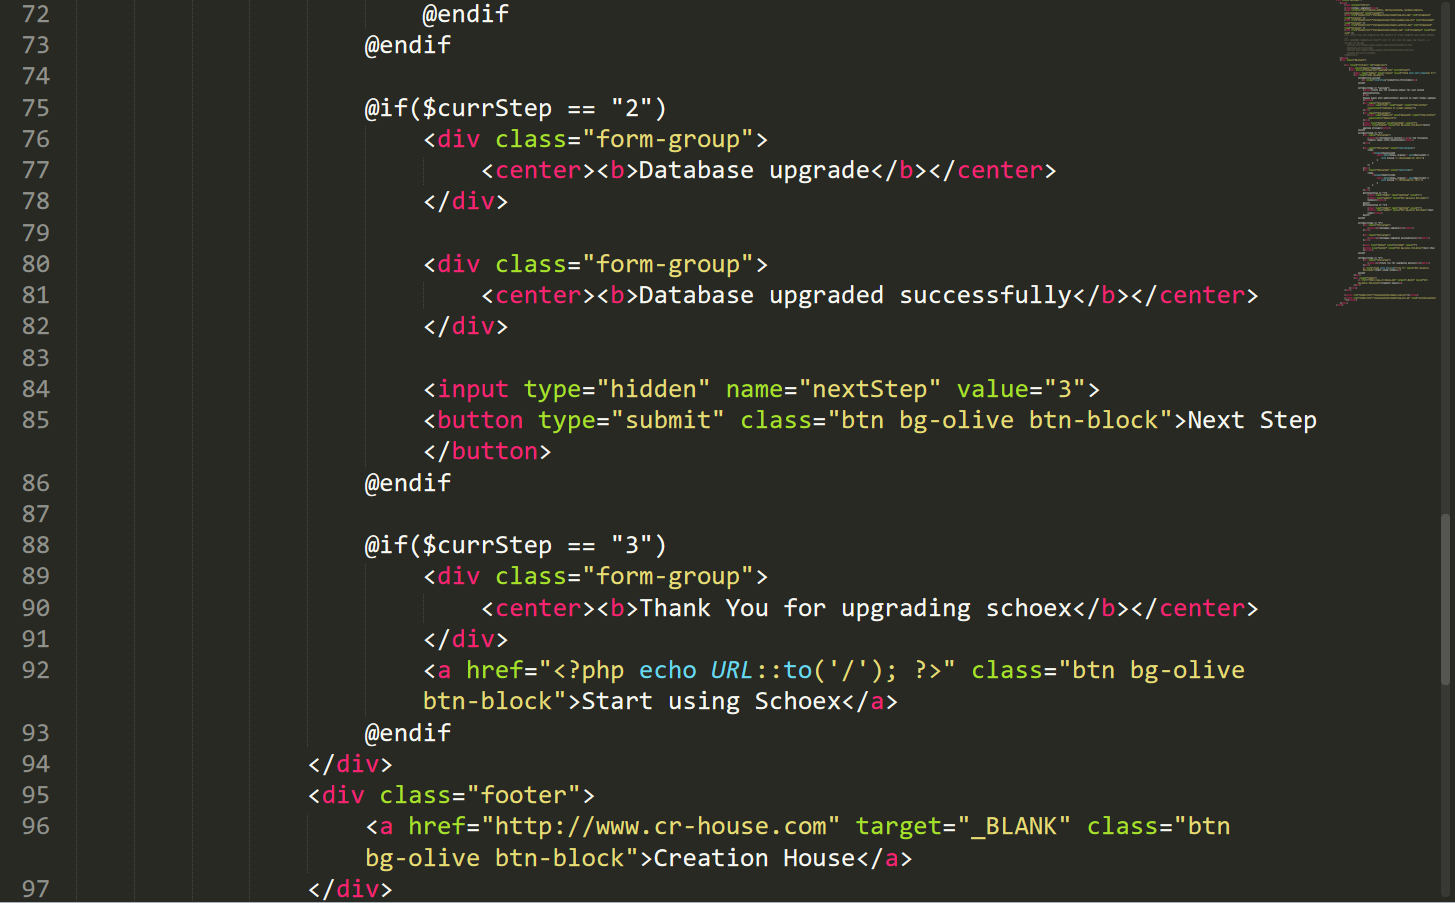 72 @endif
73 @endif
74
75 @if($currStep == "2")
76 <div class="form-group">
77 <center><b>Database upgrade</b></center>
78 </div>
79
80 <div class="form-group">
81 <center><b>Database upgraded successfully</b></center>
82 </div>
83
84 <input type="hidden" name="nextStep" value="3">
85 <button type="submit" class="btn bg-olive btn-block">Next Step
</button>
86 @endif
87
88 @if($currStep == "3")
89 <div class="form-group">
90 <center><b>Thank You for upgrading schoex</b></center>
91 </div>
92 <a href="<?php echo URL::to('/'); ?>" class="btn bg-olive
btn-block">Start using Schoex</a>
93 @endif
94 </div>
95 <div class="footer">
96 <a href="http://www.cr-house.com" target="_BLANK" class="btn
bg-olive btn-block">Creation House</a>
97 </div>